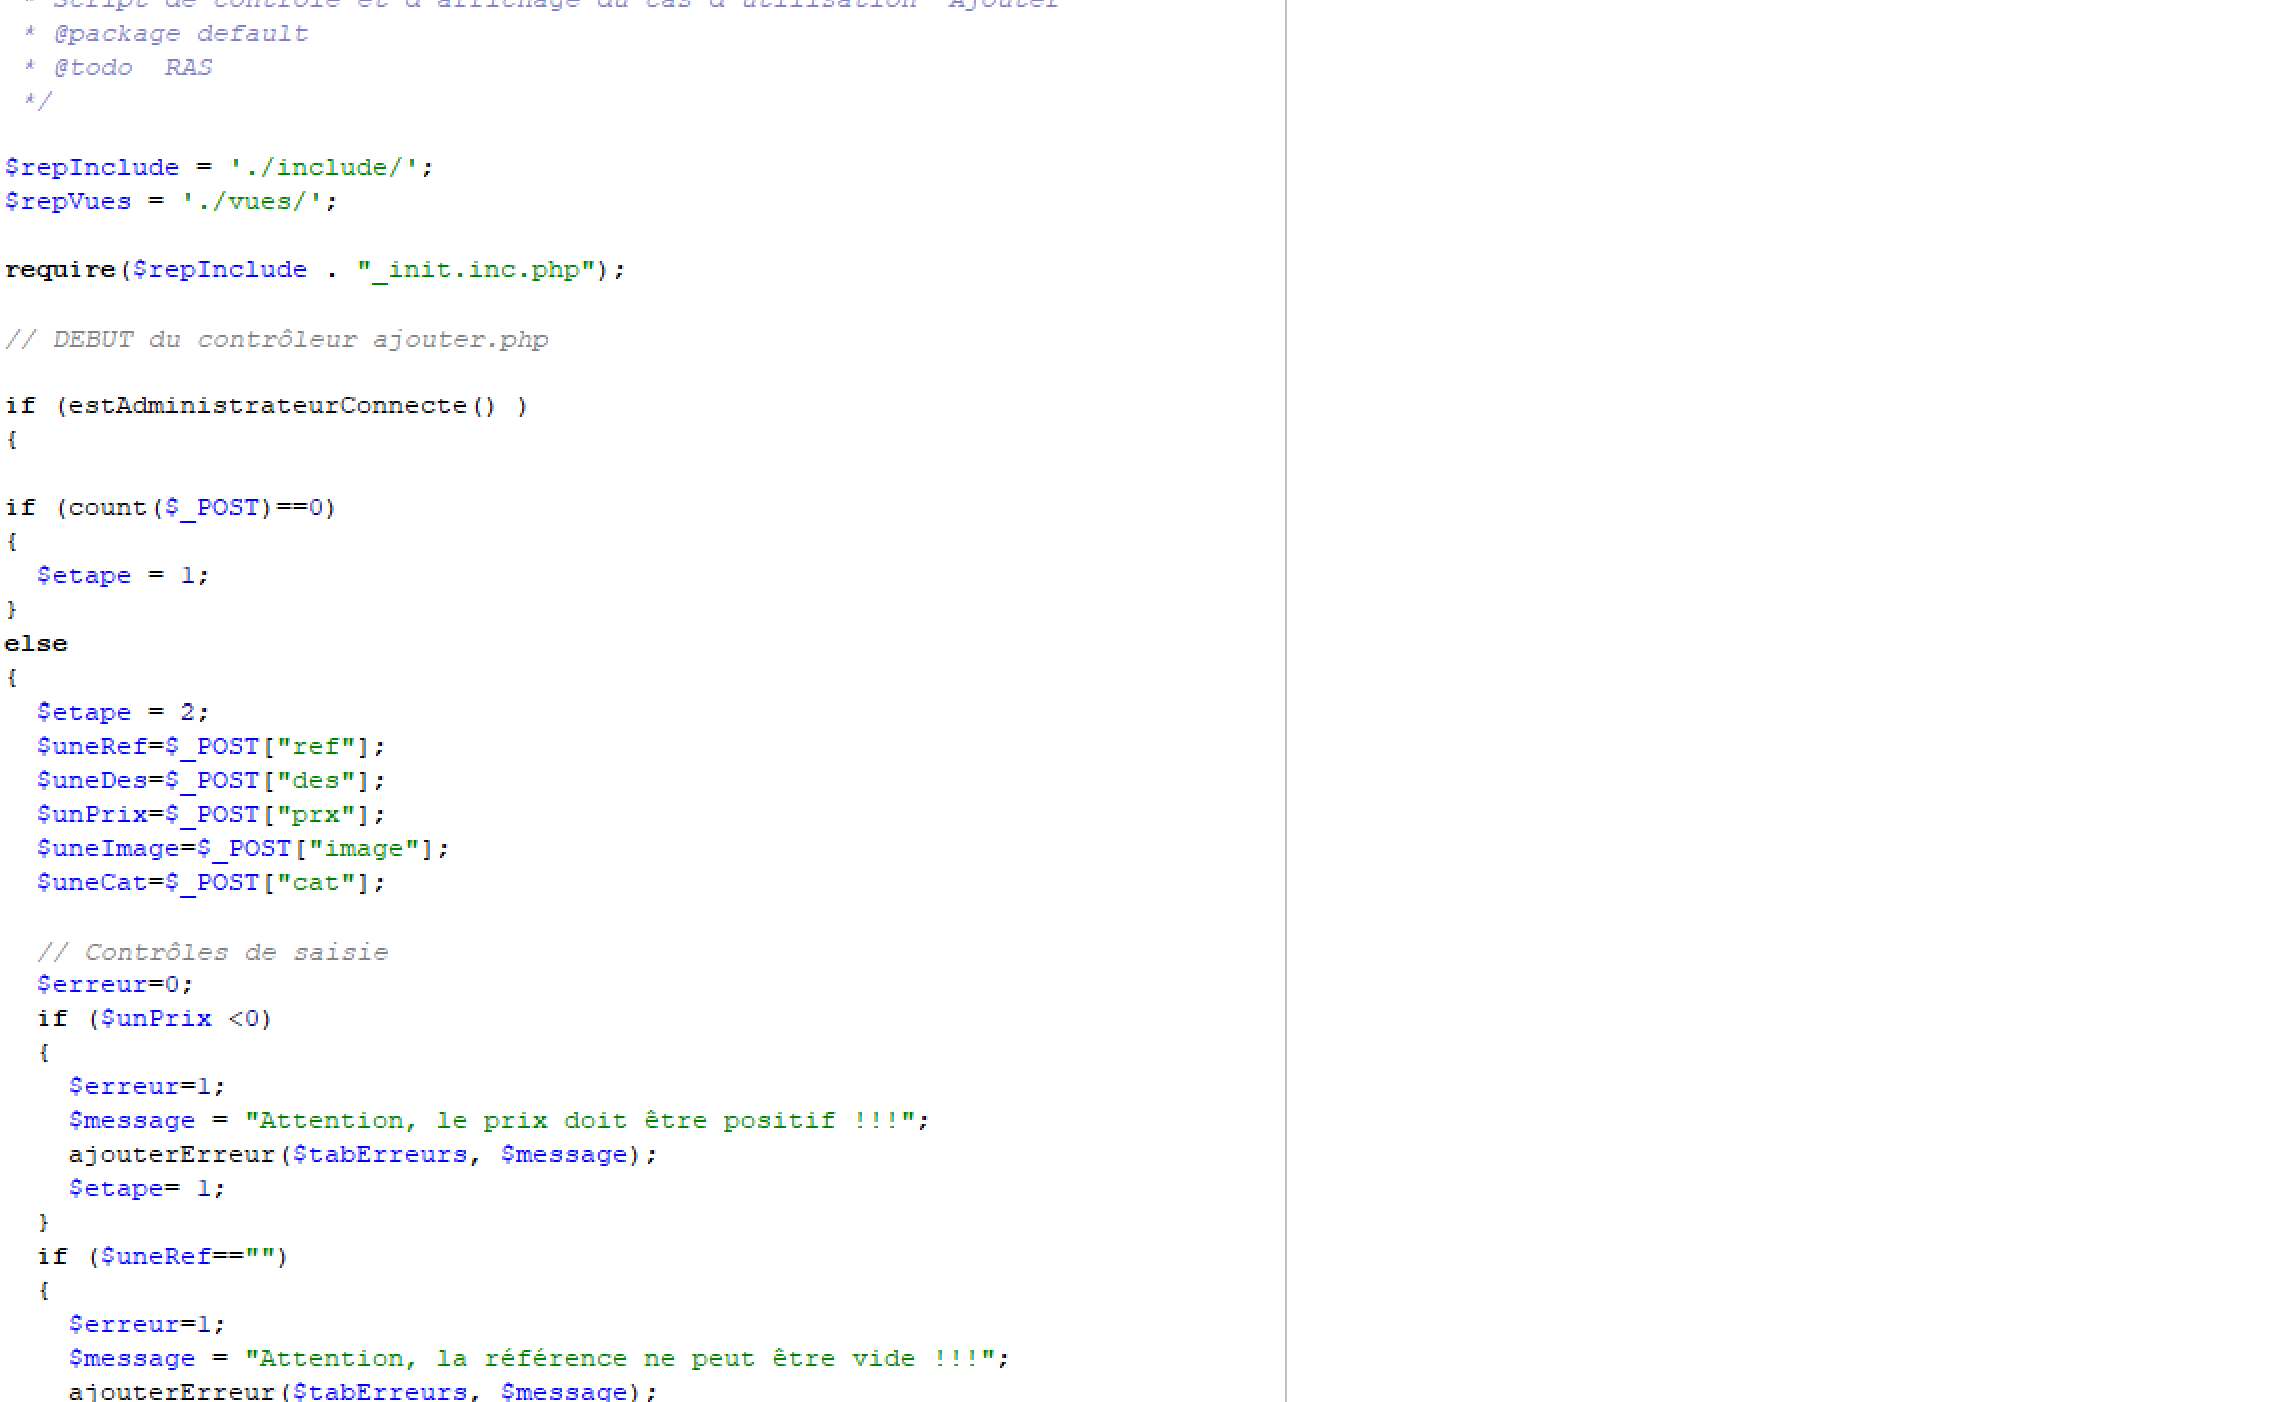 * Script de contrôle et d'affichage du cas d'utilisation "Ajouter"
 * @package default
 * @todo  RAS
 */
$repInclude = './include/';
$repVues = './vues/';
require($repInclude . "_init.inc.php");
// DEBUT du contrôleur ajouter.php
if (estAdministrateurConnecte() )
{
if (count($_POST)==0)
{
  $etape = 1;
}
else
{
  $etape = 2;
  $uneRef=$_POST["ref"];
  $uneDes=$_POST["des"];
  $unPrix=$_POST["prx"];
  $uneImage=$_POST["image"];
  $uneCat=$_POST["cat"];
  // Contrôles de saisie
  $erreur=0;
  if ($unPrix <0)
  {
    $erreur=1;
    $message = "Attention, le prix doit être positif !!!";
    ajouterErreur($tabErreurs, $message);
    $etape= 1;
  }
  if ($uneRef=="")
  {
    $erreur=1;
    $message = "Attention, la référence ne peut être vide !!!";
    ajouterErreur($tabErreurs, $message);